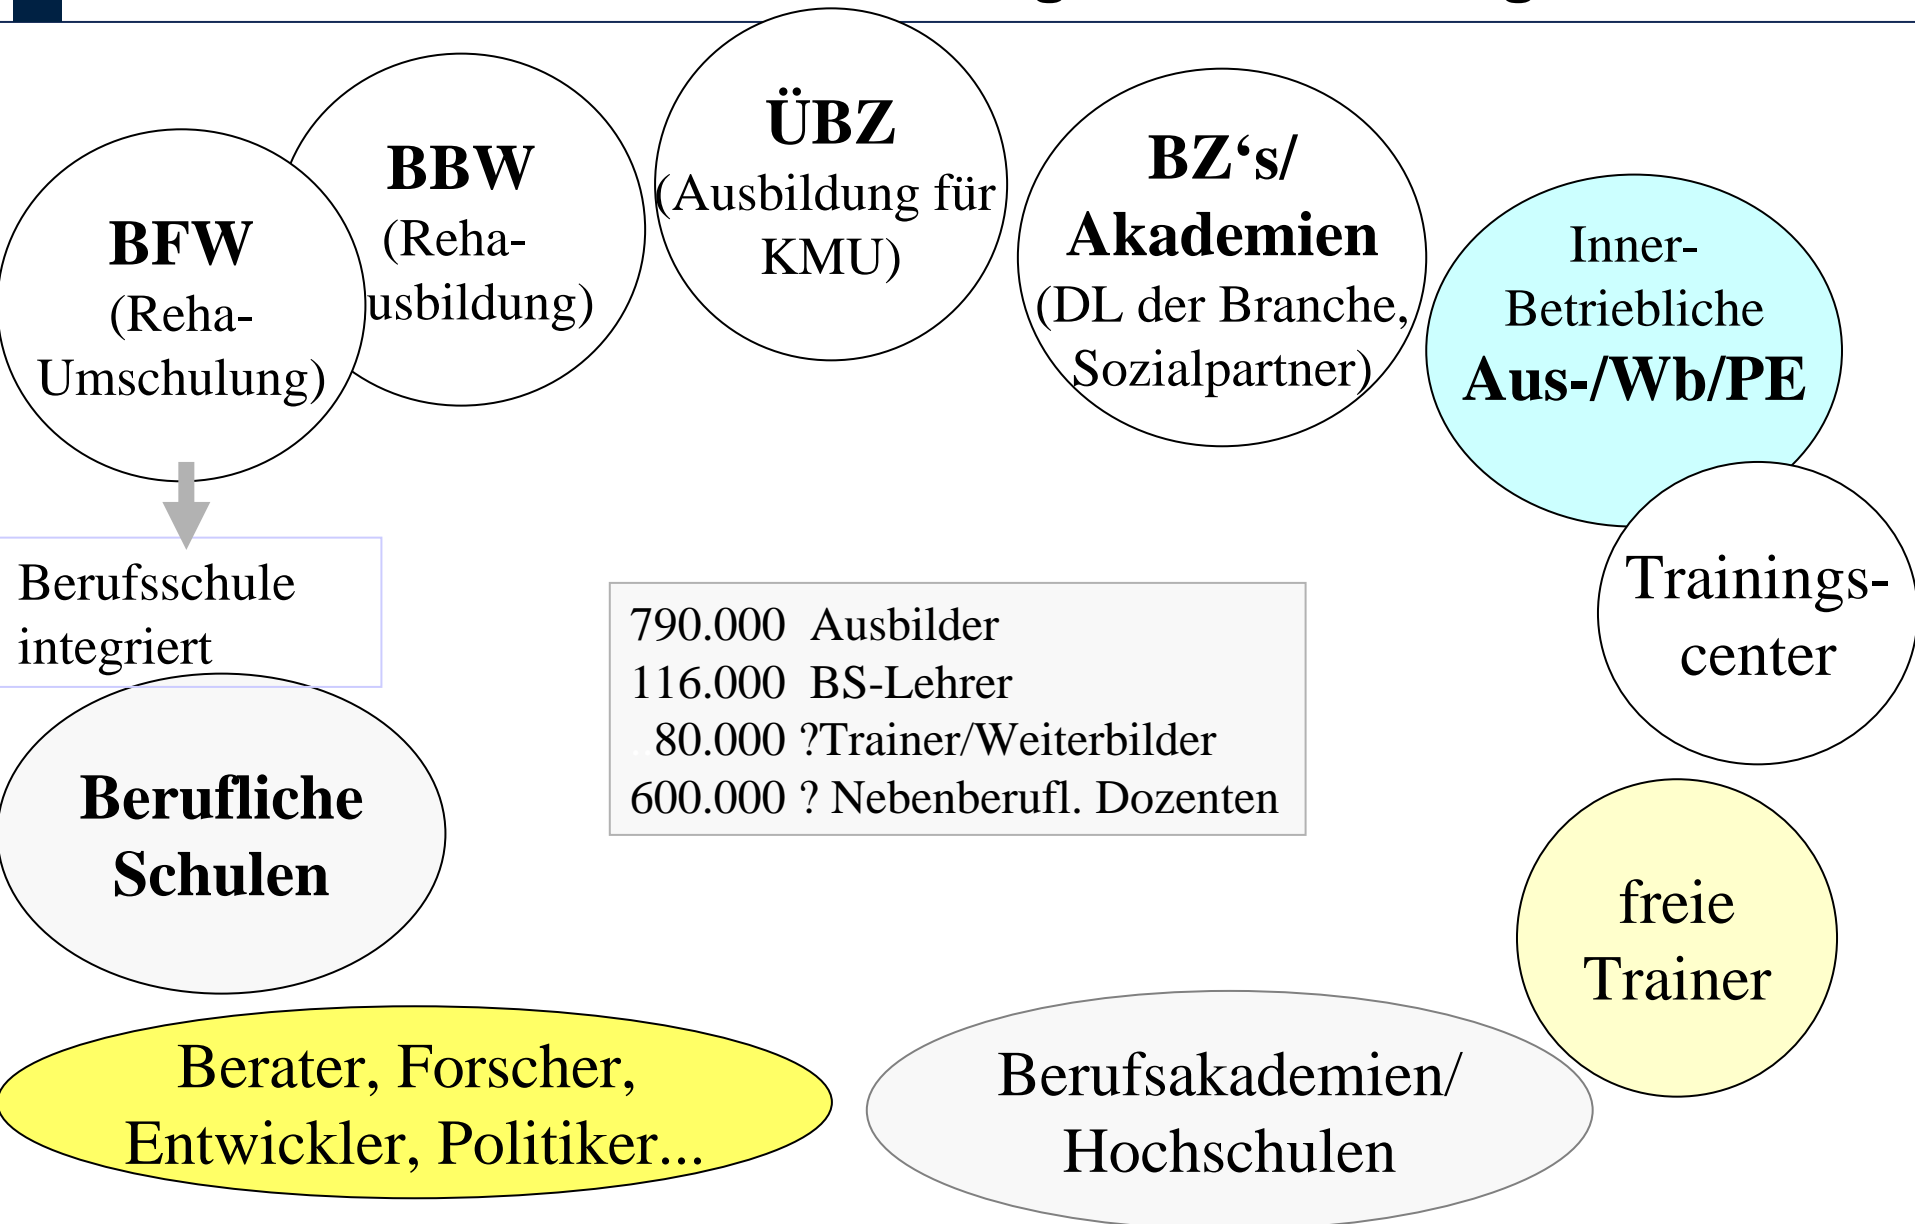 BFW
(Reha-
Umschulung)
BBW
(Reha-
usbildung)
ÜBZ
(Ausbildung für
KMU)
BZ‘s/
Akademien
(DL der Branche,
Sozialpartner)
Inner-
Betriebliche
Aus-/Wb/PE
Trainings-
center
freie
Trainer
Berufsschule
integriert
790.000 Ausbilder
116.000 BS-Lehrer
..80.000 ?Trainer/Weiterbilder
600.000 ? Nebenberufl. Dozenten
Berufliche
Schulen
Berater, Forscher,
Entwickler, Politiker...
Berufsakademien/
Hochschulen